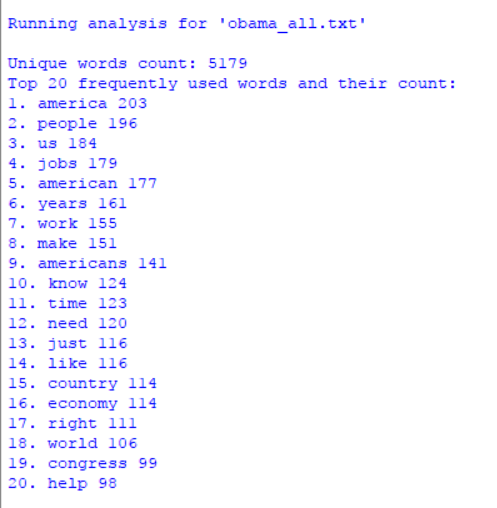 Running analysis for 'obama_all.txt'
Unique words count: 5179
Top 20 frequently used words and their count:
1. america 203
2. people 196
3. us 184
4. jobs 179
5. american 177
6. years 161
7. work 155
8. make 151
9. americans 141
10. know 124
11. time 123
12. need 120
13. just 116
14. like 116
15. country 114
16. economy 114
17. right 111
18. world 106
19. congress 99
20. help 98